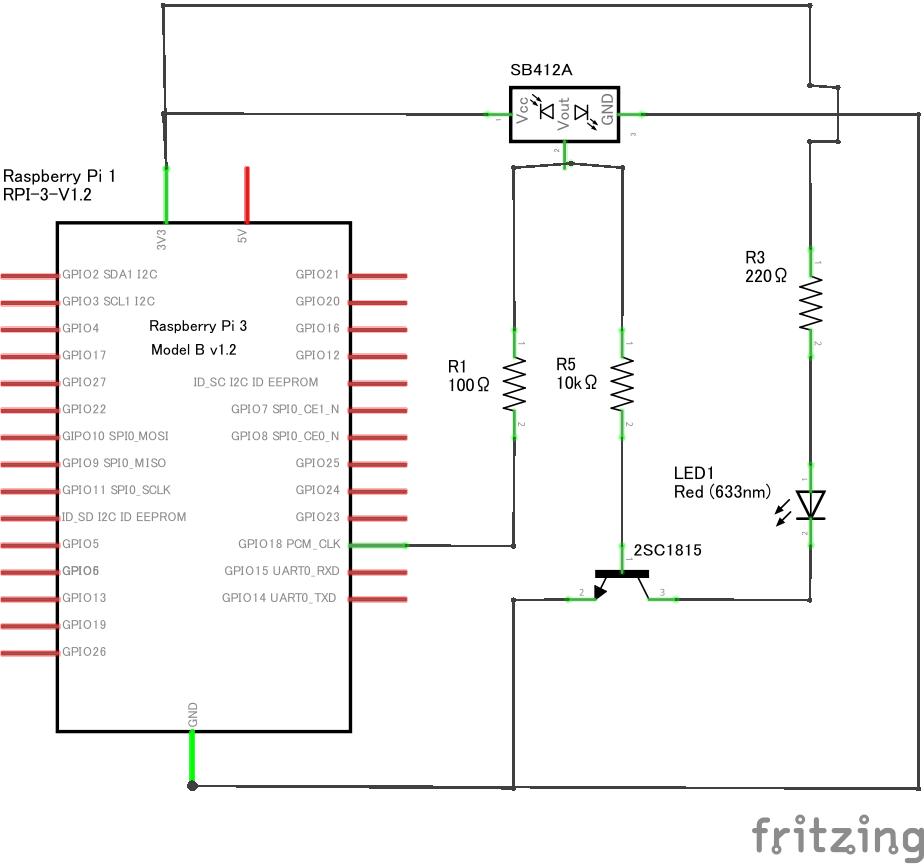 SB412A
Vcc
Vout
GND
1
2
3
Raspberry Pi 1
RPI-3-V1.2
3V3
5V
GPIO2 SDA1 I2C
GPIO21
GPIO3 SCL1 I2C
GPIO20
GPIO4
GPIO16
Raspberry Pi 3
Model B v1.2
GPIO17
GPIO12
GPIO27
ID_SC I2C ID EEPROM
GPIO22
GPIO7 SPI0_CE1_N
GIPO10 SPI0_MOSI
GPIO8 SPI0_CE0_N
GPIO9 SPI0_MISO
GPIO25
GPIO11 SPI0_SCLK
GPIO24
ID_SD I2C ID EEPROM
GPIO23
GPIO5
GPIO18 PCM_CLK
GPIO6
GPIO15 UART0_RXD
GPIO13
GPIO14 UART0_TXD
GPIO19
GPIO26
GND
R1
100Ω
1
2
R5
10kΩ
1
2
R3
220Ω
1
2
LED1
Red (633nm)
1
2
2SC1815
1
2
3
fritzing